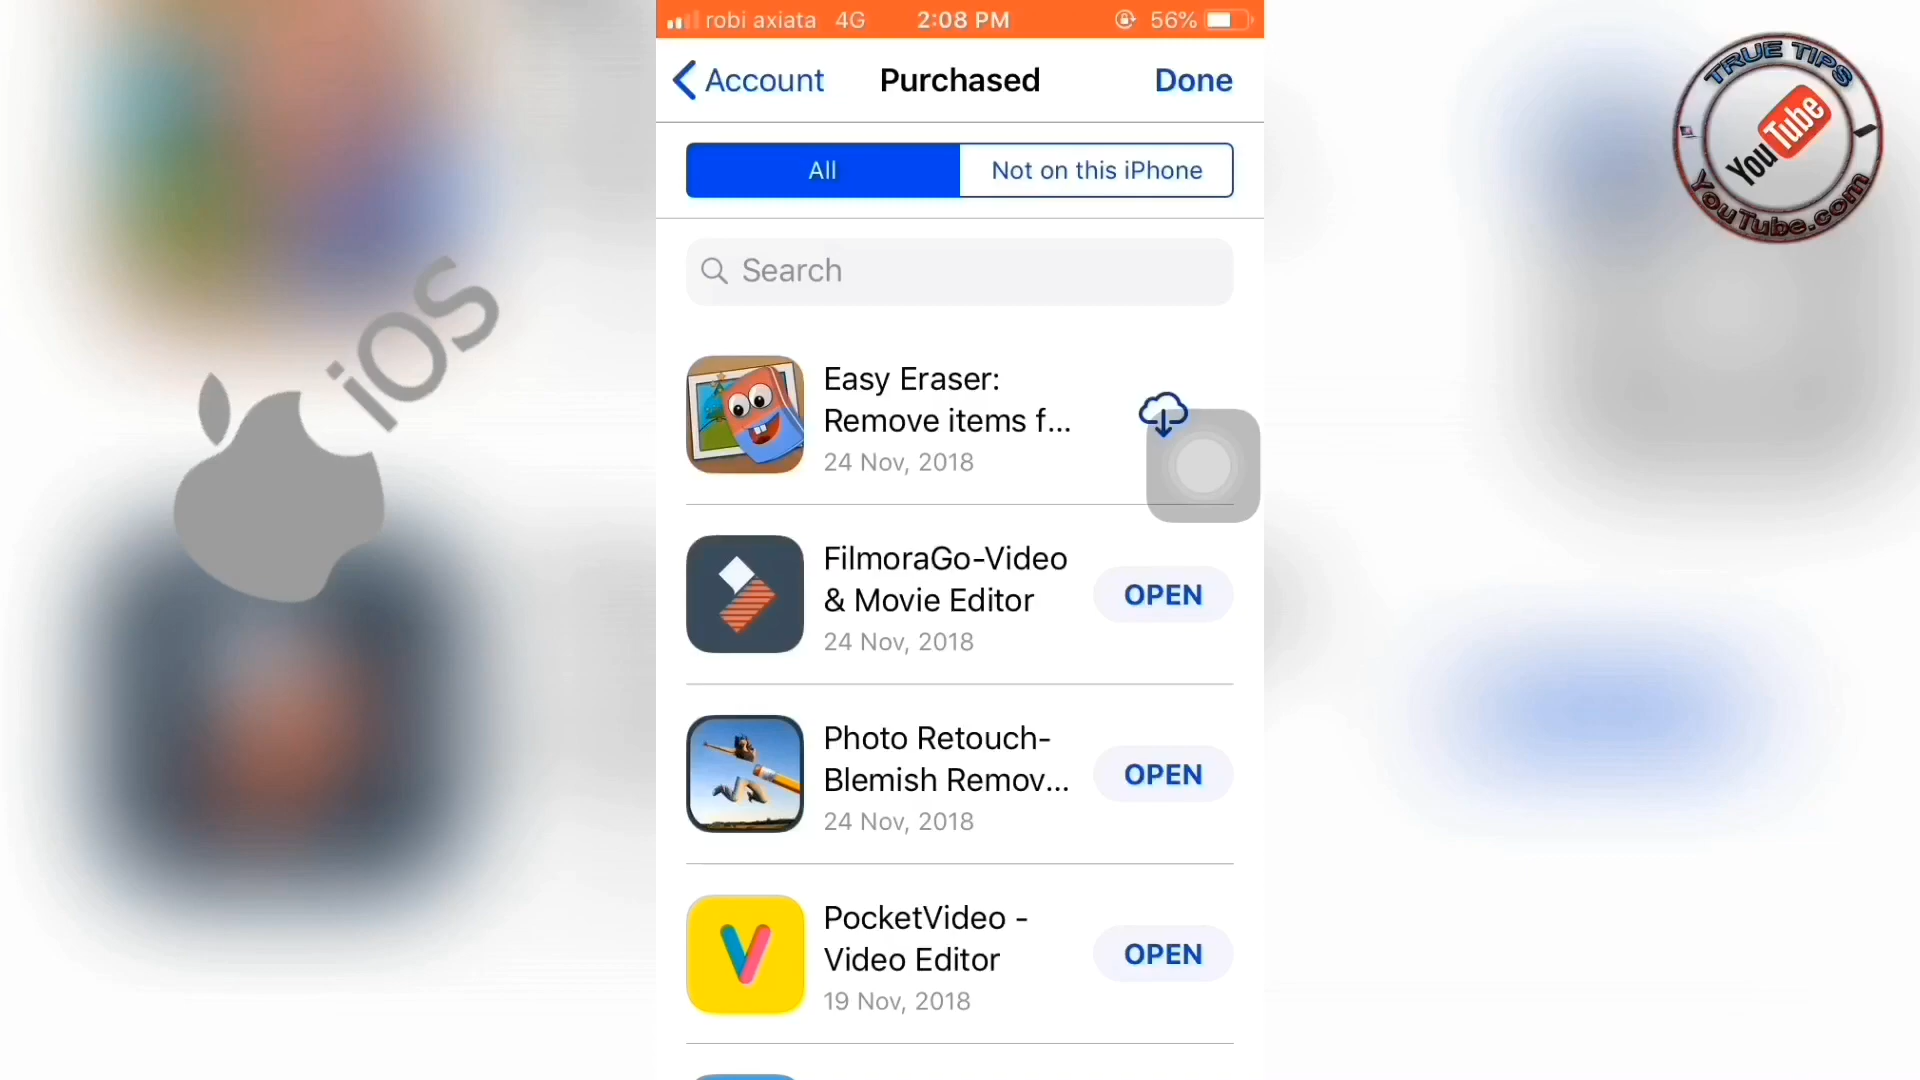 robi axiata 4G 2:08 PM 56%
Account Purchased Done
All Not on this iPhone
Search
Easy Eraser:
Remove items f...
24 Nov, 2018
FilmoraGo-Video
& Movie Editor
24 Nov, 2018
OPEN
Photo Retouch-
Blemish Remov...
24 Nov, 2018
OPEN
PocketVideo -
Video Editor
19 Nov, 2018
OPEN
iOS
TRUE TIPS
YouTube
YouTube.com